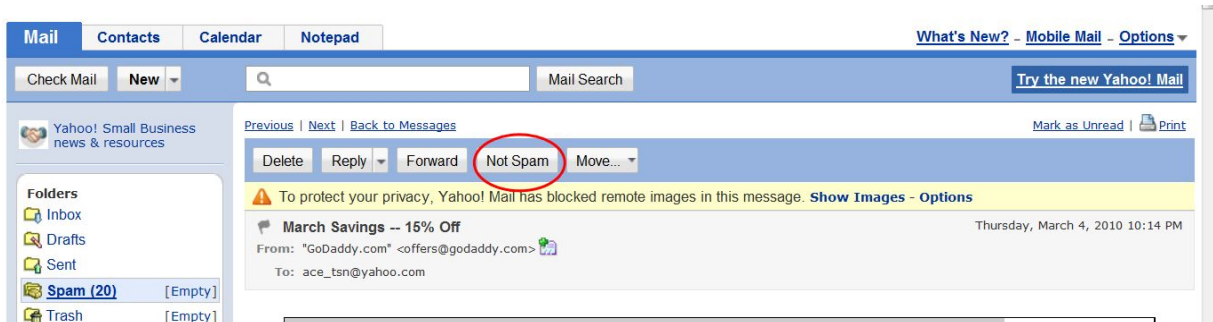 Mail Contacts Calendar Notepad What's New? - Mobile Mail - Options
Check Mail New Mail Search Try the new Yahoo! Mail
Yahoo! Small Business
news & resources
Previous | Next | Back to Messages Mark as Unread | Print
Delete Reply Forward Not Spam Move...
To protect your privacy, Yahoo! Mail has blocked remote images in this message. Show Images - Options
Folders
Inbox
Drafts
Sent
Spam (20) [Empty]
Trash [Empty]
March Savings -- 15% Off Thursday, March 4, 2010 10:14 PM
From: "GoDaddy.com" <offers@godaddy.com>
To: ace_tsn@yahoo.com